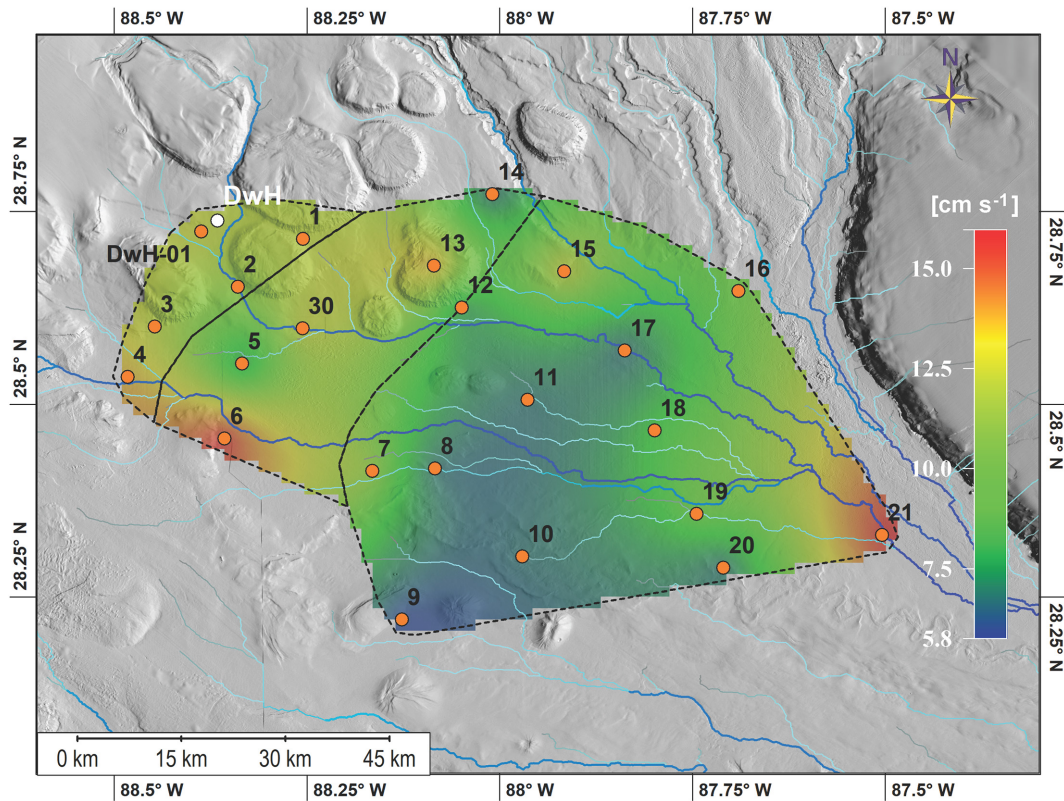 88.5° W 88.25° W 88° W 87.75° W 87.5° W
N
28.75° N
14
DwH
[cm s⁻¹]
1
DwH-01
13
15
28.75° N
15.0
2
16
12
3
30
17
12.5
5
4
28.5° N
11
28.5° N
6
18
7
8
10.0
19
21
10
20
7.5
28.25° N
9
28.25° N
5.8
0 km 15 km 30 km 45 km
88.5° W 88.25° W 88° W 87.75° W 87.5° W